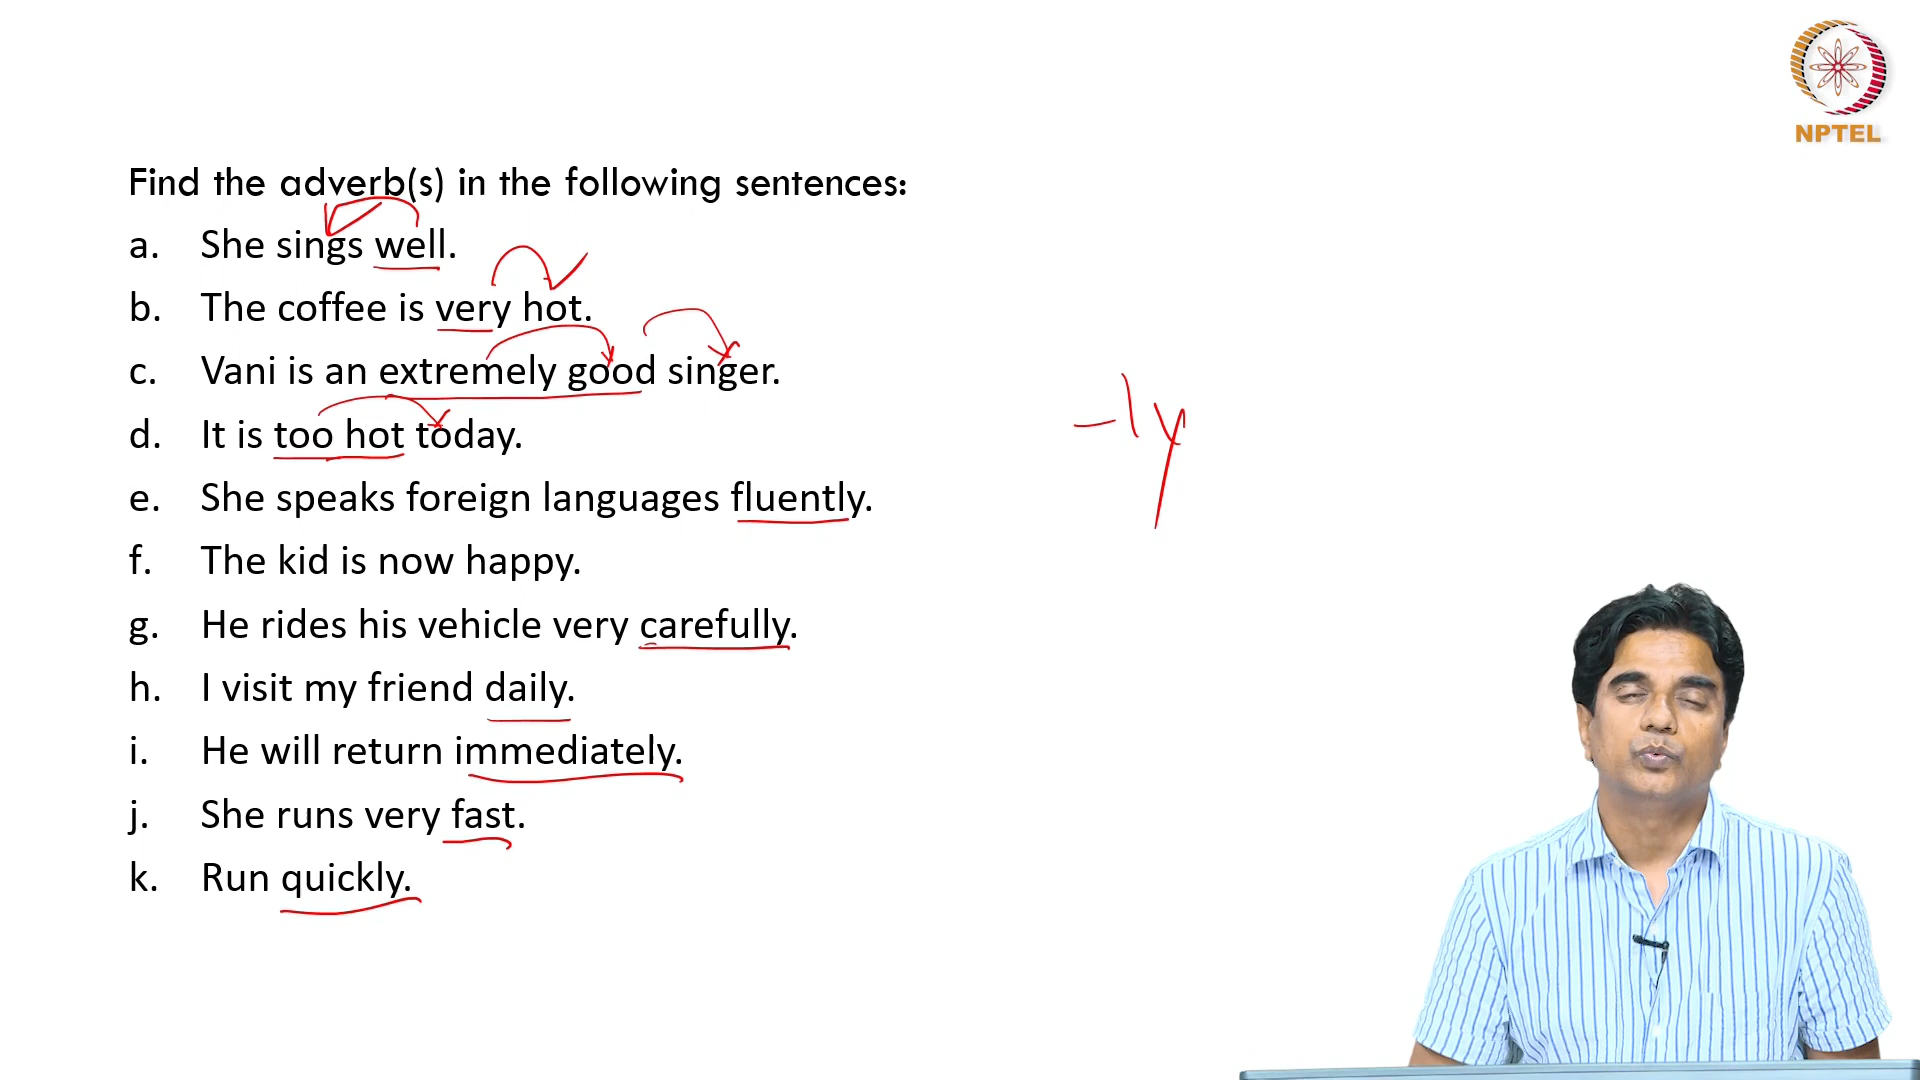 NPTEL
Find the adverb(s) in the following sentences:
a. She sings well.
b. The coffee is very hot.
c. Vani is an extremely good singer.
d. It is too hot today.
e. She speaks foreign languages fluently.
-ly
f. The kid is now happy.
g. He rides his vehicle very carefully.
h. I visit my friend daily.
i. He will return immediately.
j. She runs very fast.
k. Run quickly.